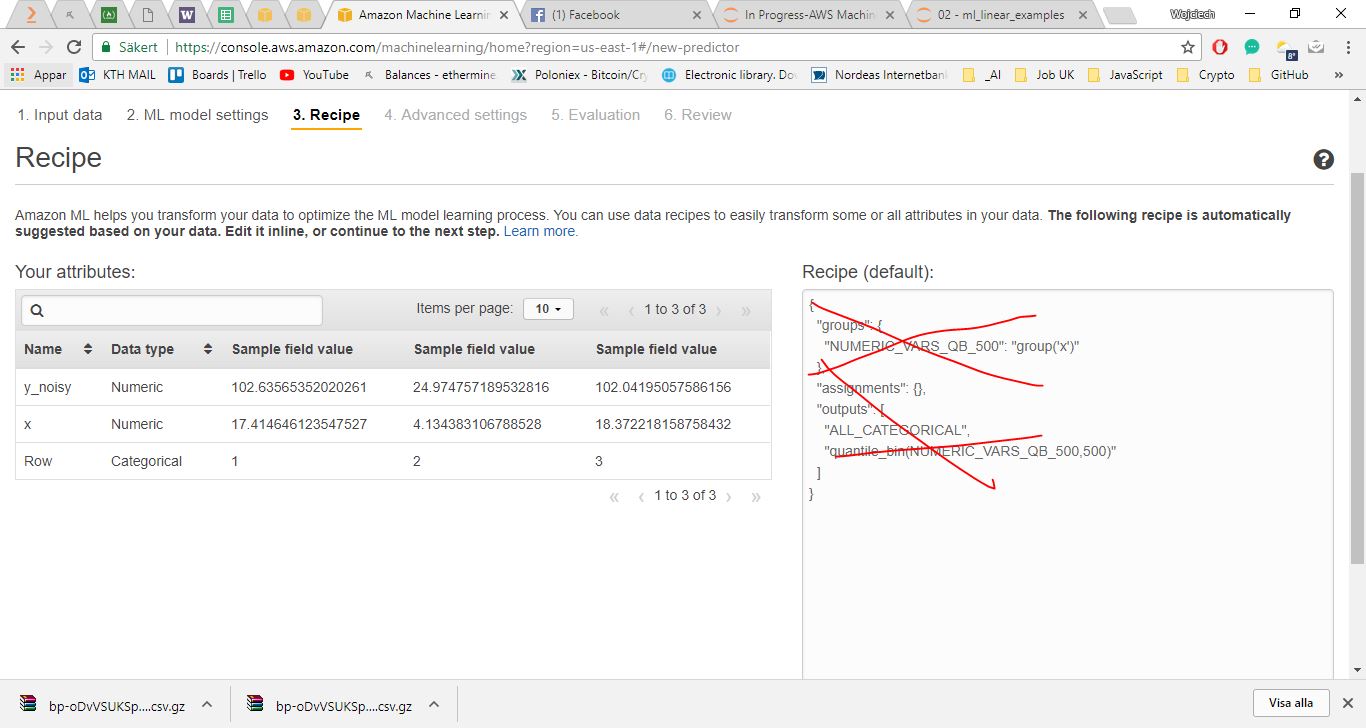 Amazon Machine Learnin
(1) Facebook
In Progress-AWS Machin
02 - ml_linear_examples
Wojciech
Säkert
https://console.aws.amazon.com/machinelearning/home?region=us-east-1#/new-predictor
8°
Appar
KTH MAIL
Boards | Trello
YouTube
Balances - ethermine
Poloniex - Bitcoin/Cry
Electronic library. Do
Nordeas Internetbank
_AI
Job UK
JavaScript
Crypto
GitHub
»
1. Input data 2. ML model settings 3. Recipe 4. Advanced settings 5. Evaluation 6. Review
Recipe
?
Amazon ML helps you transform your data to optimize the ML model learning process. You can use data recipes to easily transform some or all attributes in your data. The following recipe is automatically
suggested based on your data. Edit it inline, or continue to the next step. Learn more.
Your attributes:
Items per page: 10 « ‹ 1 to 3 of 3 › »
Name Data type Sample field value Sample field value Sample field value
y_noisy Numeric 102.63565352020261 24.974757189532816 102.04195057586156
x Numeric 17.414646123547527 4.134383106788528 18.372218158758432
Row Categorical 1 2 3
« ‹ 1 to 3 of 3 › »
Recipe (default):
{
"groups": {
"NUMERIC_VARS_QB_500": "group('x')"
},
"assignments": {},
"outputs": [
"ALL_CATEGORICAL",
"quantile_bin(NUMERIC_VARS_QB_500,500)"
]
}
bp-oDvVSUKSp....csv.gz
bp-oDvVSUKSp....csv.gz
Visa alla